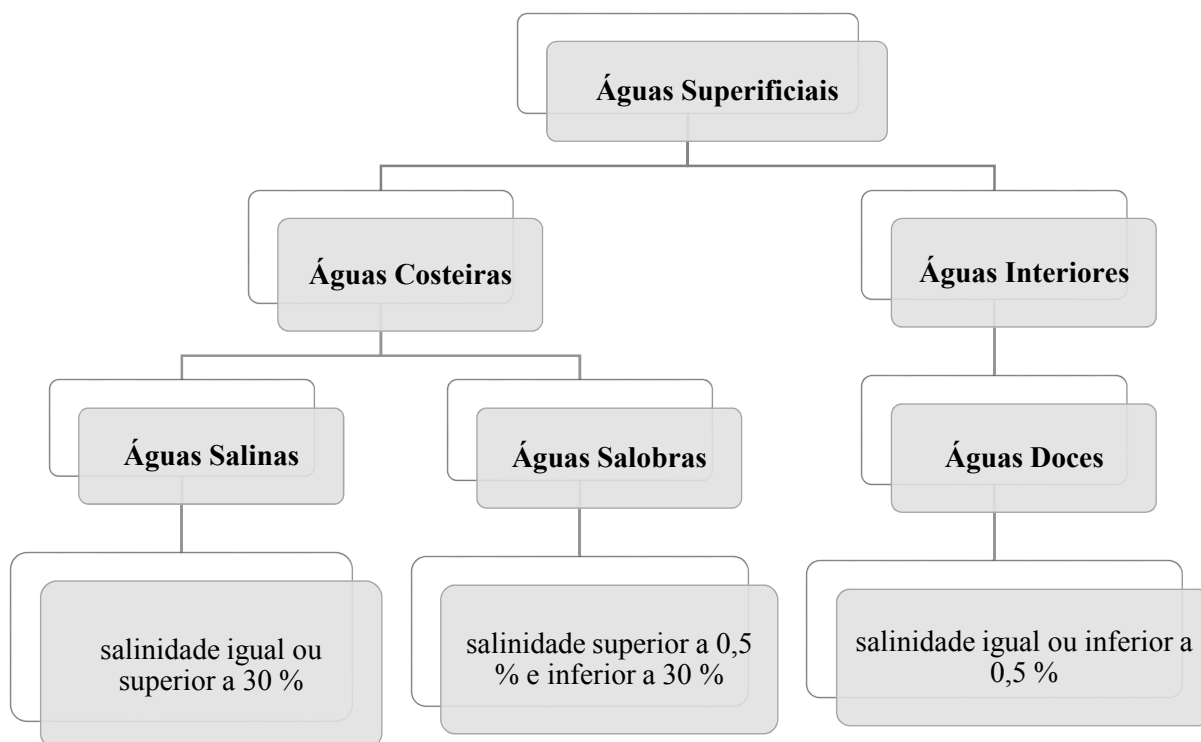 Águas Superificiais
Águas Costeiras
Águas Interiores
Águas Salinas
Águas Salobras
Águas Doces
salinidade igual ou
superior a 30 %
salinidade superior a 0,5
% e inferior a 30 %
salinidade igual ou inferior a
0,5 %